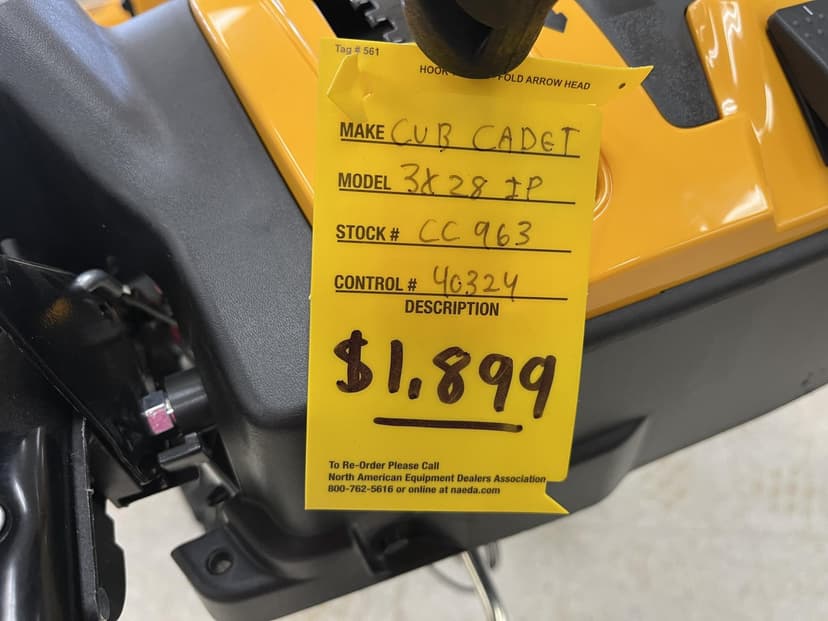 Tag # 561
HOOK FOLD ARROW HEAD
MAKE CUB CADET
MODEL 3X28 IP
STOCK # CC 963
CONTROL # 40324
DESCRIPTION
$1,899
To Re-Order Please Call
North American Equipment Dealers Association
800-762-5616 or online at naeda.com